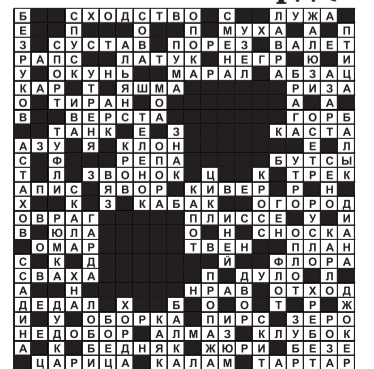 Б СХОДСТВО С ЛУЖА
Е П О П МУХА А П
З СУСТАВ ПОРЕЗ ВАЛЕТ
РАПС ЛАТУК НЕГР Ю И
У ОКУНЬ МАРАЛ АБЗАЦ
КАР Т ЯШМА РИЗА
О ТИРАН О А А
В ВЕРСТА ГОРБ
ТАНК Е З КАСТА
АЗУ Я КЛОН Е Л
С Ф РЕПА БУТСЫ
Т Л ЗВОНОК Ц К ТРЕК
АПИС ЯВОР КИВЕР Р Н
Х К З КАБАК ОГОРОД
ОВРАГ ПЛИССЕ У И
В ЮЛА О Н СНОСКА
ОМАР ТВЕН ПЛАН
С К Д Й ФЛОРА
СВАХА П ДУЛО Л
А Н НРАВ ОТХОД
ДЕДАЛ Х Б О О Т Р Ж
И У ОБОРКА ПИРС ЗЕРО
НЕДОБОР АЛМАЗ КЛУБОК
А К БЕДНЯК ЖЮРИ БЕЗЕ
ЦАРИЦА КАЛАМ ТАРТАР